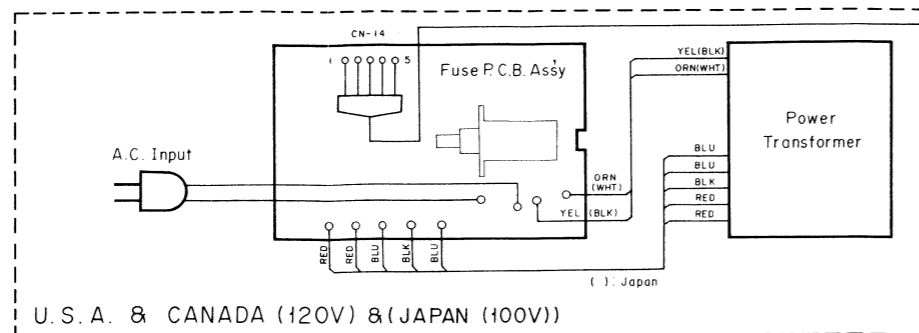 CN-14
1 5
Fuse P.C.B. Ass'y
YEL(BLK)
ORN(WHT)
Power
Transformer
A.C. Input
BLU
BLU
BLK
RED
RED
ORN
(WHT)
YEL (BLK)
RED
RED
BLU
BLK
BLU
( ): Japan
U.S.A. & CANADA (120V) &(JAPAN (100V))